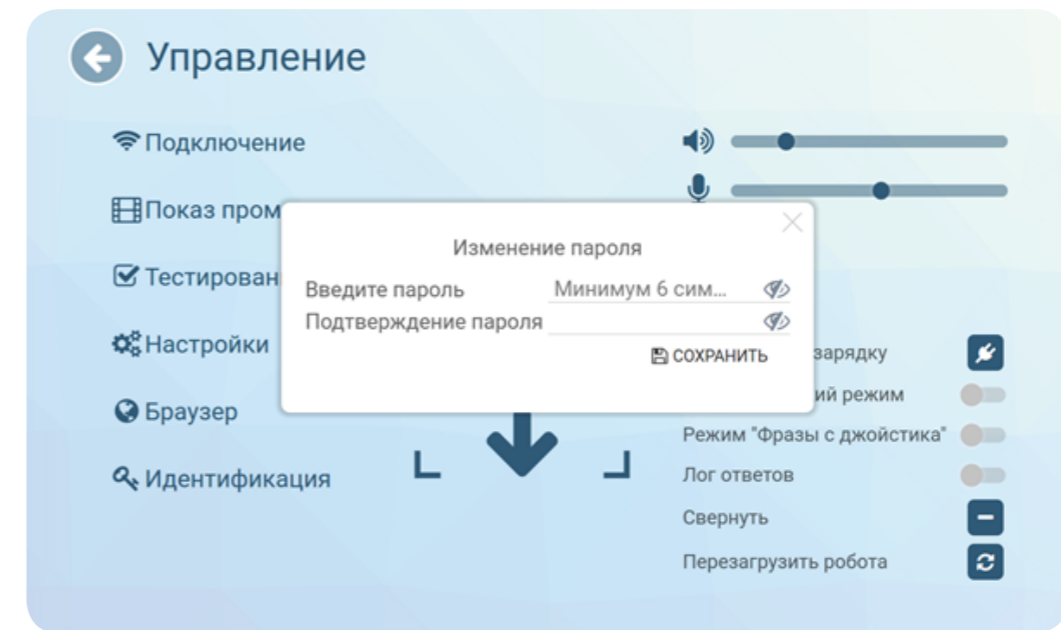 Управление
Подключение
Показ пром
Тестирован
Настройки
Браузер
Идентификация
Изменение пароля
Введите пароль Минимум 6 сим...
Подтверждение пароля
СОХРАНИТЬ
зарядку
ий режим
Режим "Фразы с джойстика"
Лог ответов
Свернуть
Перезагрузить робота